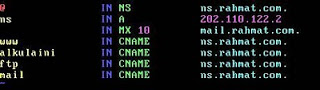 @ IN NS ns.rahmat.com.
ns IN A 202.110.122.2
IN MX 10 mail.rahmat.com.
www IN CNAME ns.rahmat.com.
alkulaini IN CNAME ns.rahmat.com.
ftp IN CNAME ns.rahmat.com.
mail IN CNAME ns.rahmat.com.